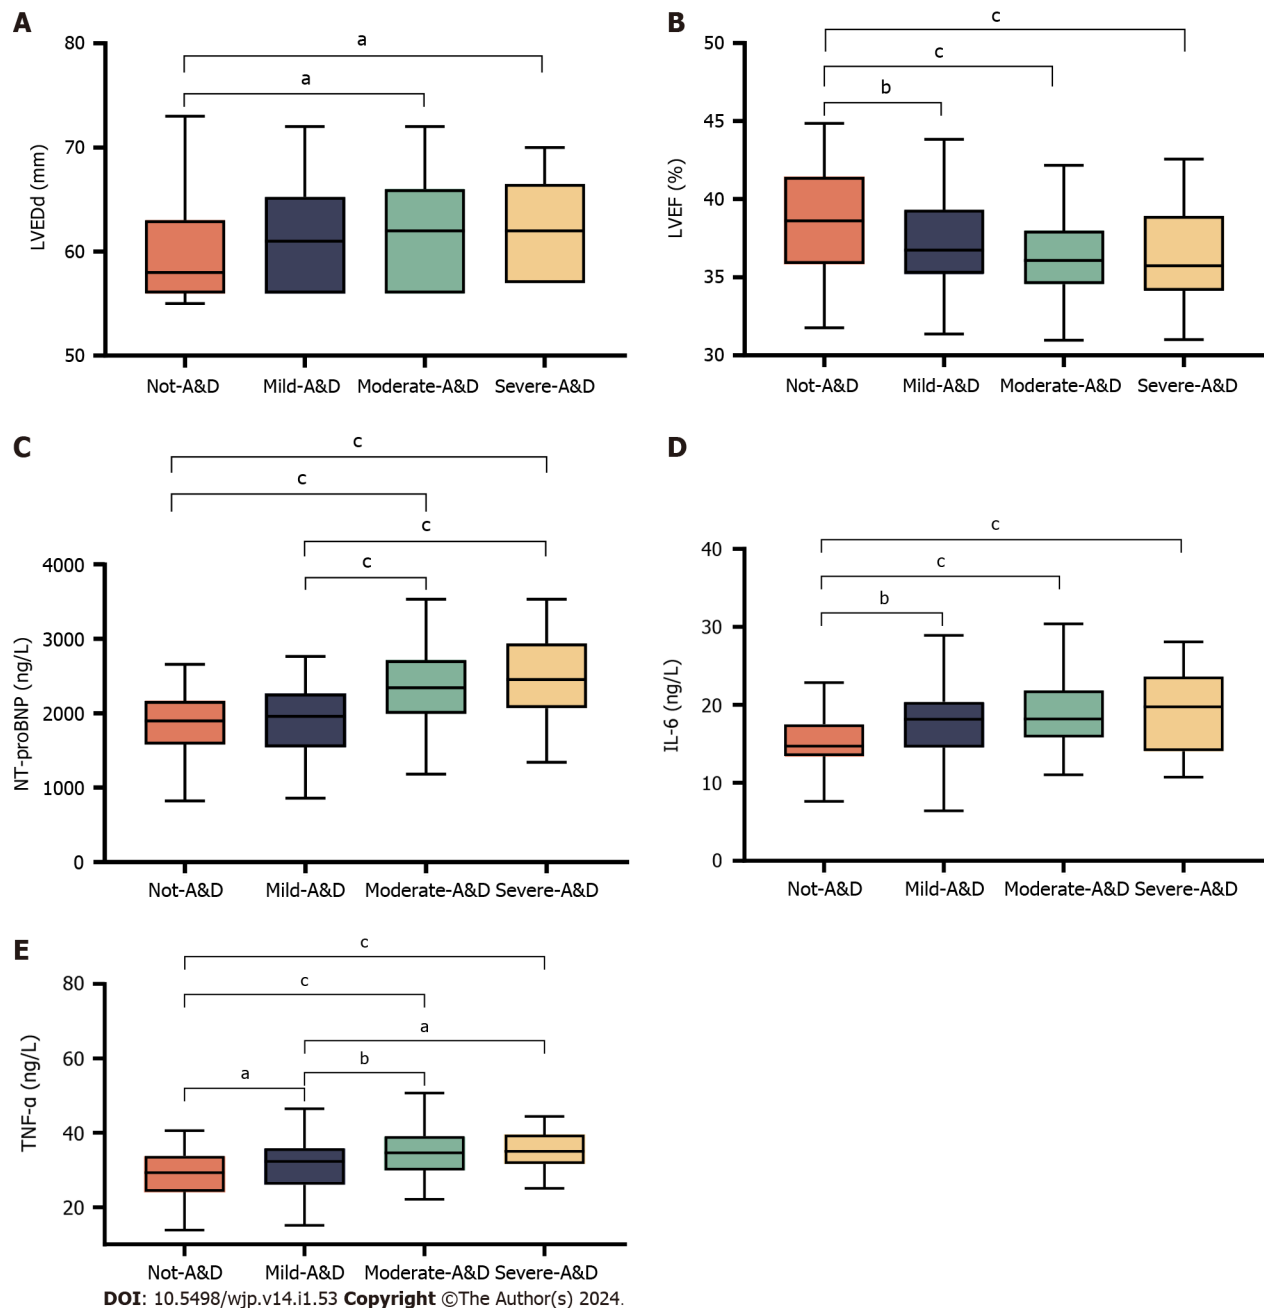 A
80
70
60
50
LVEDd (mm)
a
a
Not-A&D Mild-A&D Moderate-A&D Severe-A&D
B
50
45
40
35
30
LVEF (%)
c
c
b
Not-A&D Mild-A&D Moderate-A&D Severe-A&D
C
4000
3000
2000
1000
0
NT-proBNP (ng/L)
c
c
c
c
Not-A&D Mild-A&D Moderate-A&D Severe-A&D
D
40
30
20
10
0
IL-6 (ng/L)
c
c
b
Not-A&D Mild-A&D Moderate-A&D Severe-A&D
E
80
60
40
20
TNF-α (ng/L)
c
c
a
b
a
Not-A&D Mild-A&D Moderate-A&D Severe-A&D
DOI: 10.5498/wjp.v14.i1.53 Copyright ©The Author(s) 2024.